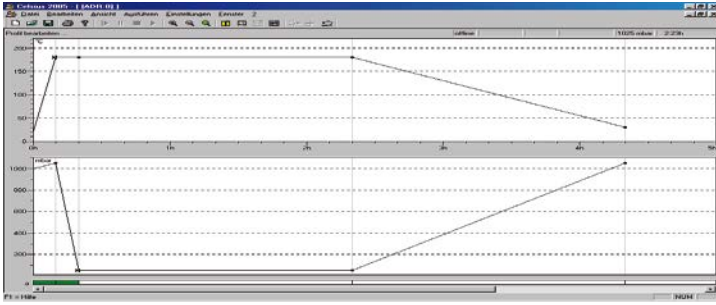 Celsius 2005 - [ (ADR-0) ]
Datei Bearbeiten Ansicht Ausführen Einstellungen Fenster ?
Profil bearbeiten ... offline 1025 mbar 2:23h
°C
200
150
100
50
0
0h 1h 2h 3h 4h 5h
mbar
1000
800
600
400
200
F1 = Hilfe NUM